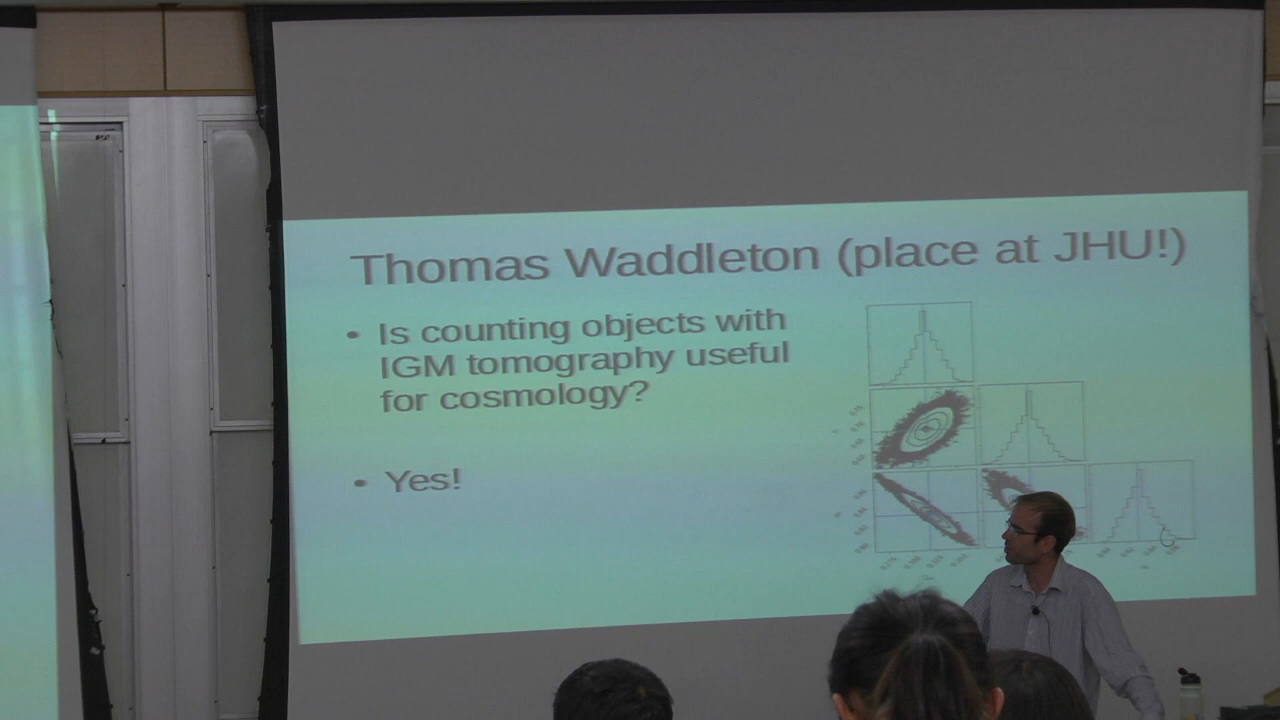 Thomas Waddleton (place at JHU!)
• Is counting objects with
IGM tomography useful
for cosmology?
• Yes!